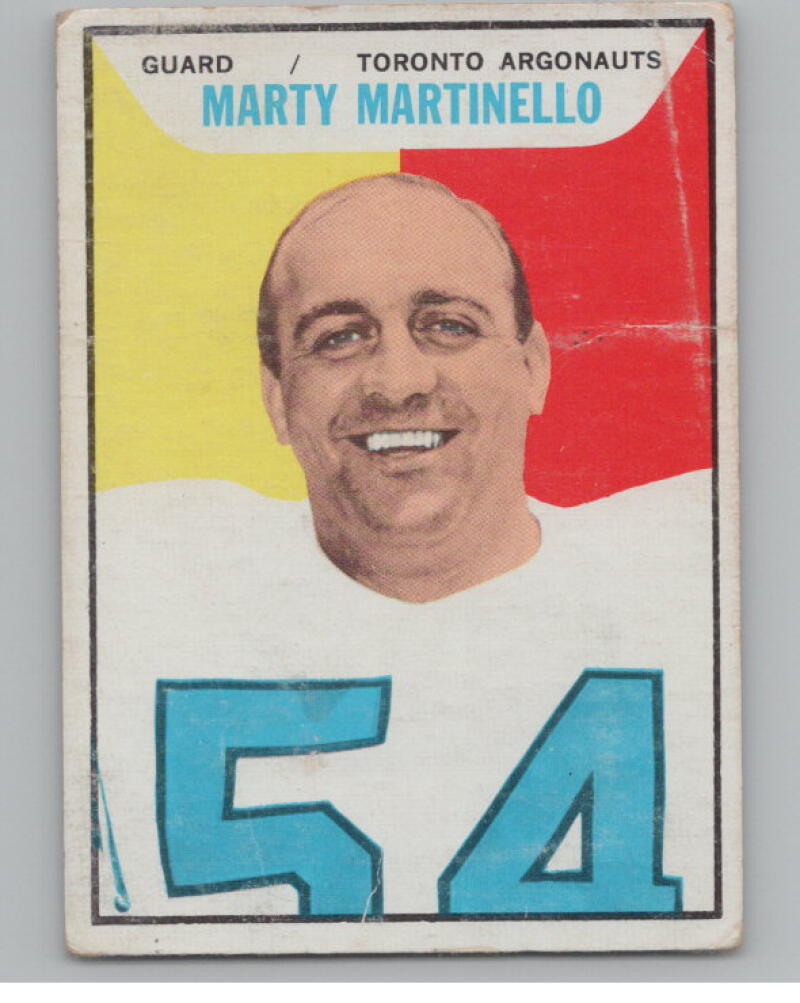 GUARD / TORONTO ARGONAUTS
MARTY MARTINELLO
54